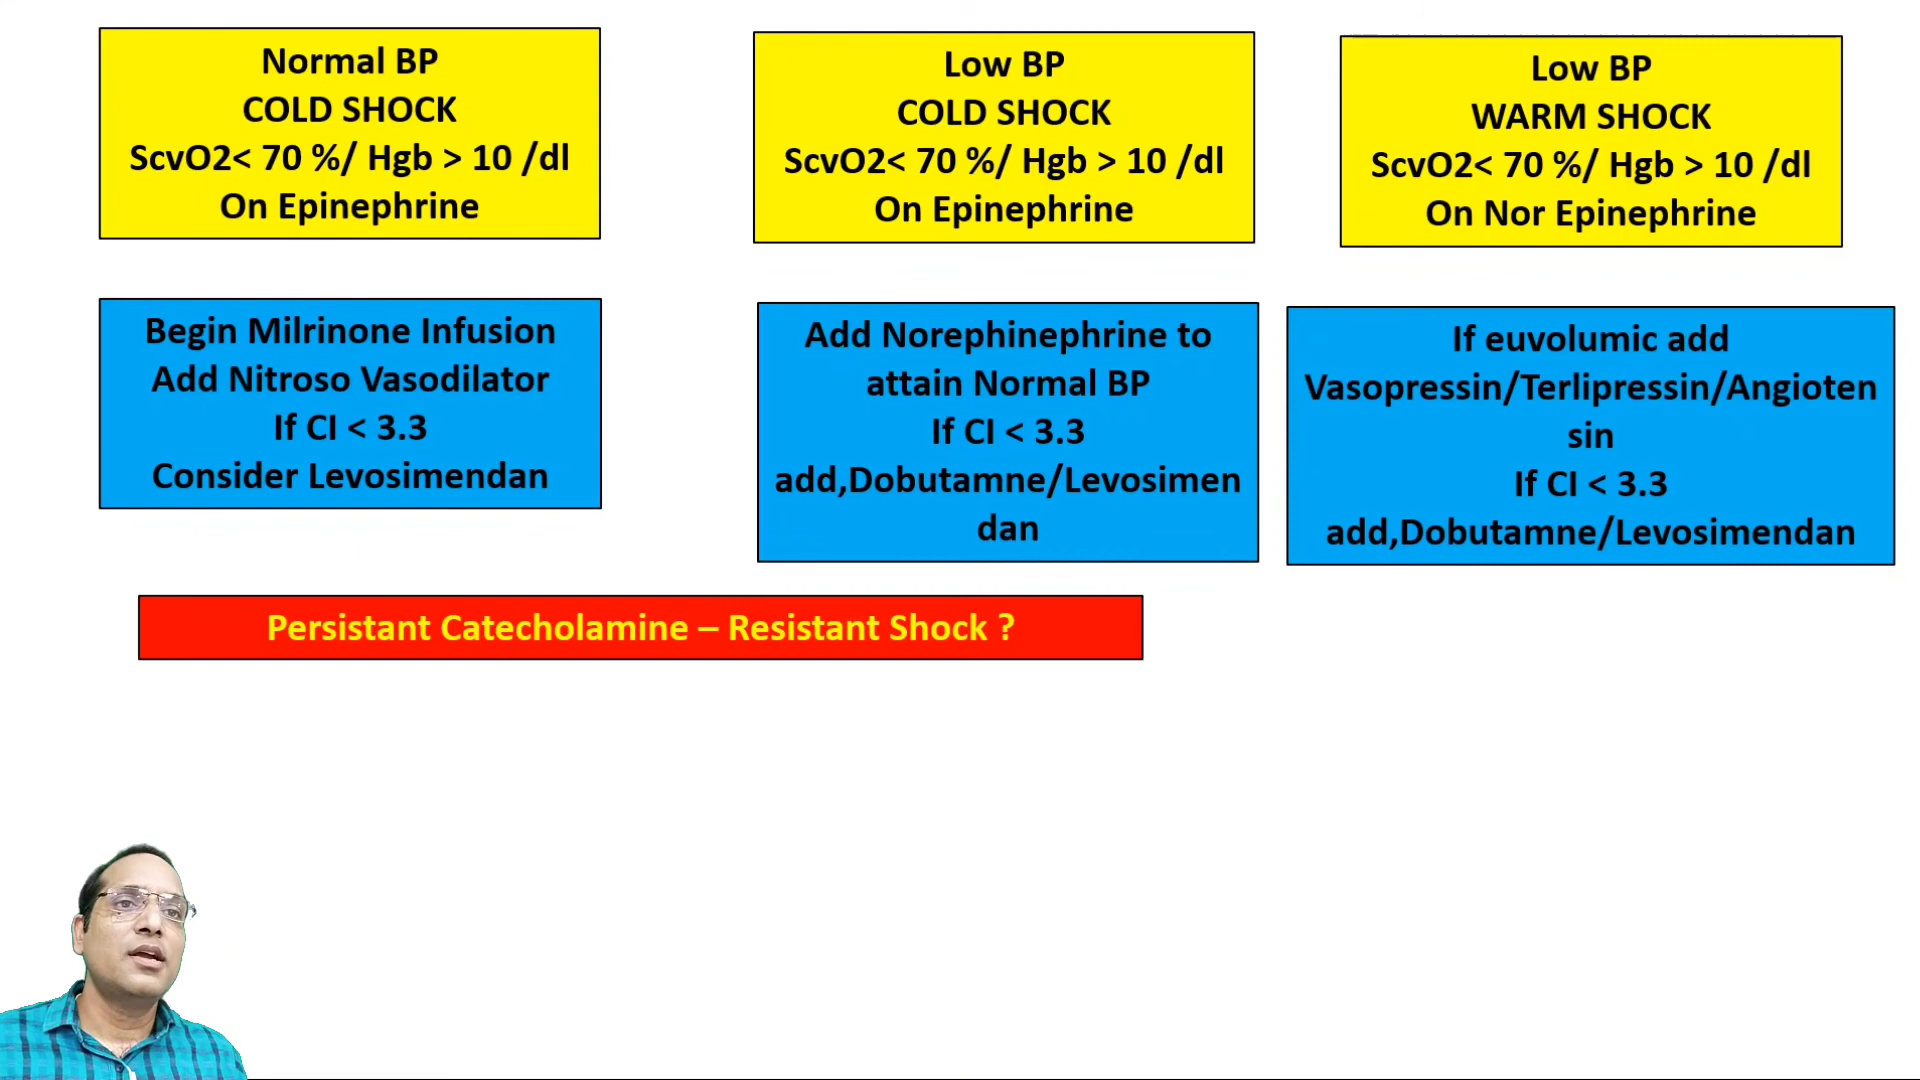 Normal BP
COLD SHOCK
ScvO2< 70 %/ Hgb > 10 /dl
On Epinephrine
Low BP
COLD SHOCK
ScvO2< 70 %/ Hgb > 10 /dl
On Epinephrine
Low BP
WARM SHOCK
ScvO2< 70 %/ Hgb > 10 /dl
On Nor Epinephrine
Begin Milrinone Infusion
Add Nitroso Vasodilator
If CI < 3.3
Consider Levosimendan
Add Norephinephrine to
attain Normal BP
If CI < 3.3
add,Dobutamne/Levosimen
dan
If euvolumic add
Vasopressin/Terlipressin/Angioten
sin
If CI < 3.3
add,Dobutamne/Levosimendan
Persistant Catecholamine – Resistant Shock ?